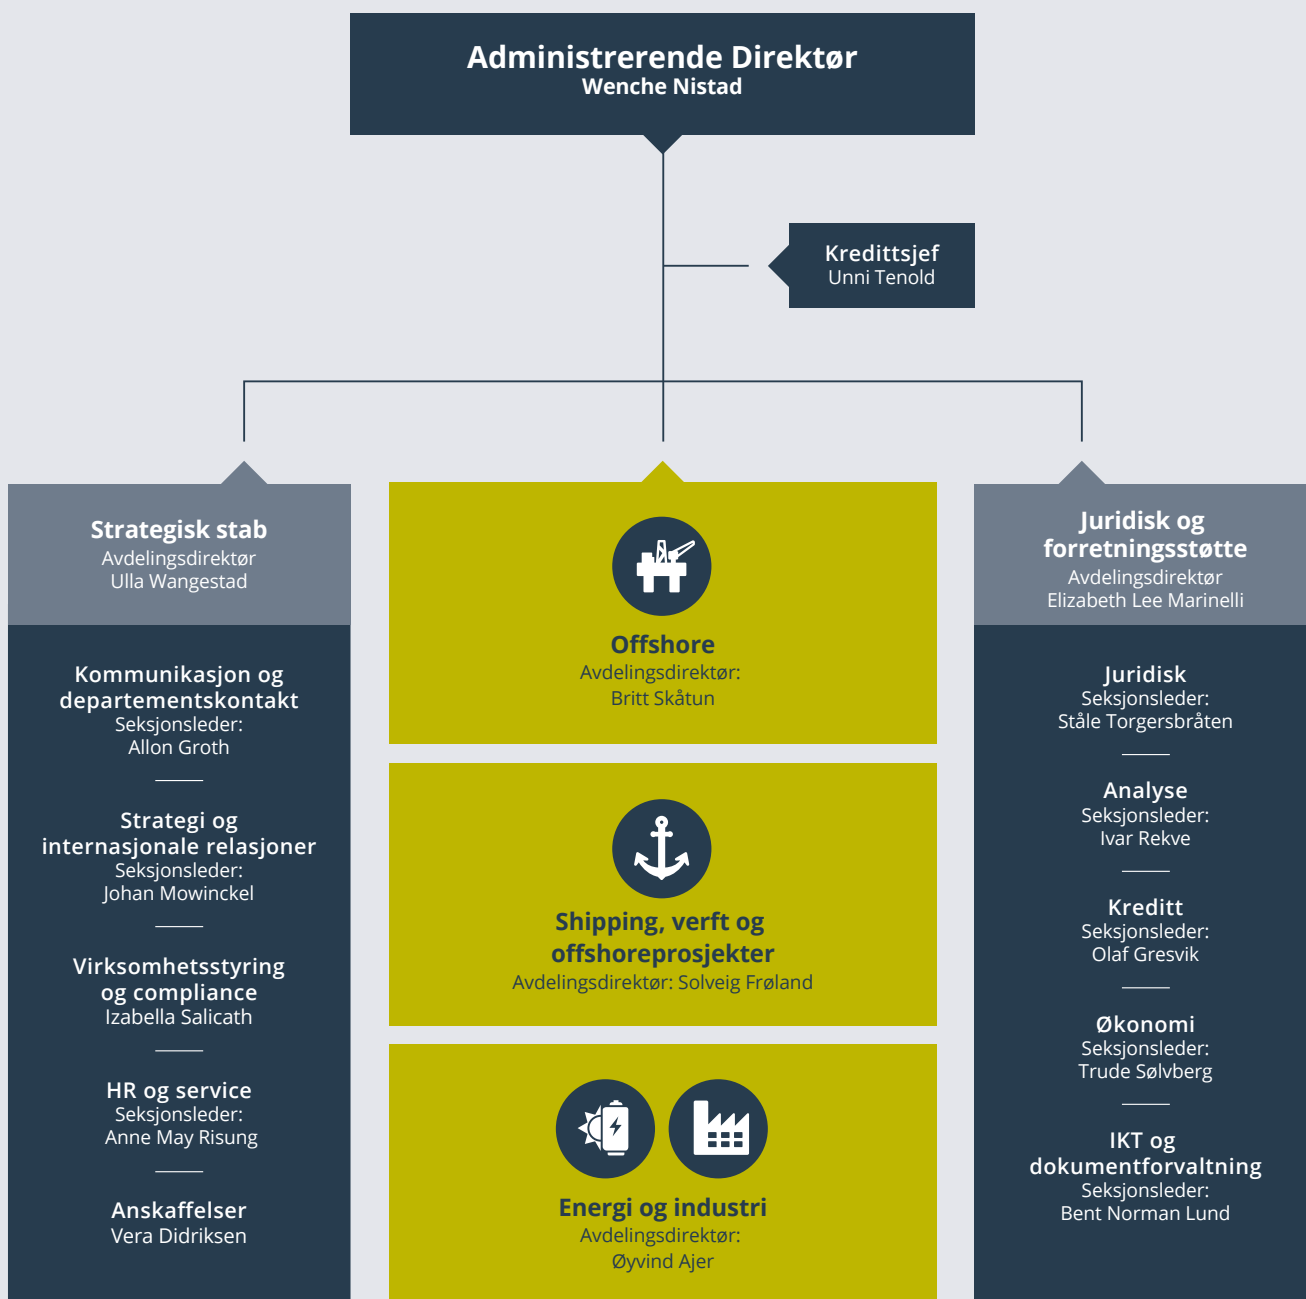 Administrerende Direktør
Wenche Nistad
Kredittsjef
Unni Tenold
Strategisk stab
Avdelingsdirektør
Ulla Wangestad
Kommunikasjon og
departementskontakt
Seksjonsleder:
Allon Groth
Strategi og
internasjonale relasjoner
Seksjonsleder:
Johan Mowinckel
Virksomhetsstyring
og compliance
Izabella Salicath
HR og service
Seksjonsleder:
Anne May Risung
Anskaffelser
Vera Didriksen
Offshore
Avdelingsdirektør:
Britt Skåtun
Shipping, verft og
offshoreprosjekter
Avdelingsdirektør: Solveig Frøland
Energi og industri
Avdelingsdirektør:
Øyvind Ajer
Juridisk og
forretningsstøtte
Avdelingsdirektør
Elizabeth Lee Marinelli
Juridisk
Seksjonsleder:
Ståle Torgersbråten
Analyse
Seksjonsleder:
Ivar Rekve
Kreditt
Seksjonsleder:
Olaf Gresvik
Økonomi
Seksjonsleder:
Trude Sølvberg
IKT og
dokumentforvaltning
Seksjonsleder:
Bent Norman Lund